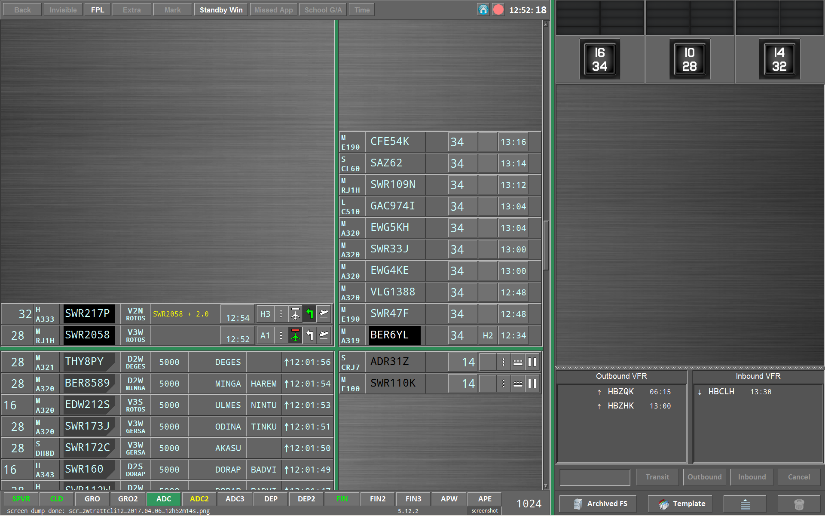 Back Invisible FPL Extra Mark Standby Win Missed App School G/A Time 12:52:18
16 34
10 28
14 32
M E190 CFE54K 34 13:16
S CL60 SAZ62 34 13:14
M RJ1H SWR109N 34 13:12
L C510 GAC974I 34 13:04
M A320 EWG5KH 34 13:04
M A320 SWR33J 34 13:00
M A320 EWG4KE 34 13:00
M A320 VLG1388 34 12:48
M E190 SWR47F 34 12:48
M A319 BER6YL 34 H2 12:34
32 H A333 SWR217P V2N ROTOS SWR2058 + 2.0 12:54 H3
28 M RJ1H SWR2058 V3W ROTOS 12:52 A1
28 M A321 THY8PY D2W DEGES 5000 DEGES ↑12:01:56
28 M A320 BER8589 D2W WINGA 5000 WINGA HAREW ↑12:01:54
16 M A320 EDW212S V3S ROTOS 5000 ULMES NINTU ↑12:01:53
28 M A320 SWR173J V3W GERSA 5000 ODINA TINKU ↑12:01:51
28 S DH8D SWR172C V3W GERSA 5000 AKASU ↑12:01:50
16 H A343 SWR160 D2S DORAP 5000 DORAP BADVI ↑12:01:49
S CRJ7 ADR31Z 14
M F100 SWR110K 14
Outbound VFR
↑ HBZQK 06:15
↑ HBZHK 13:00
Inbound VFR
↓ HBCLH 13:30
Transit Outbound Inbound Cancel
Archived FS Template
SPVR CLD GRO GRO2 ADC ADC2 ADC3 DEP DEP2 FIN FIN2 FIN3 APW APE 1024
screen dump done: 5.13.2 screenshot